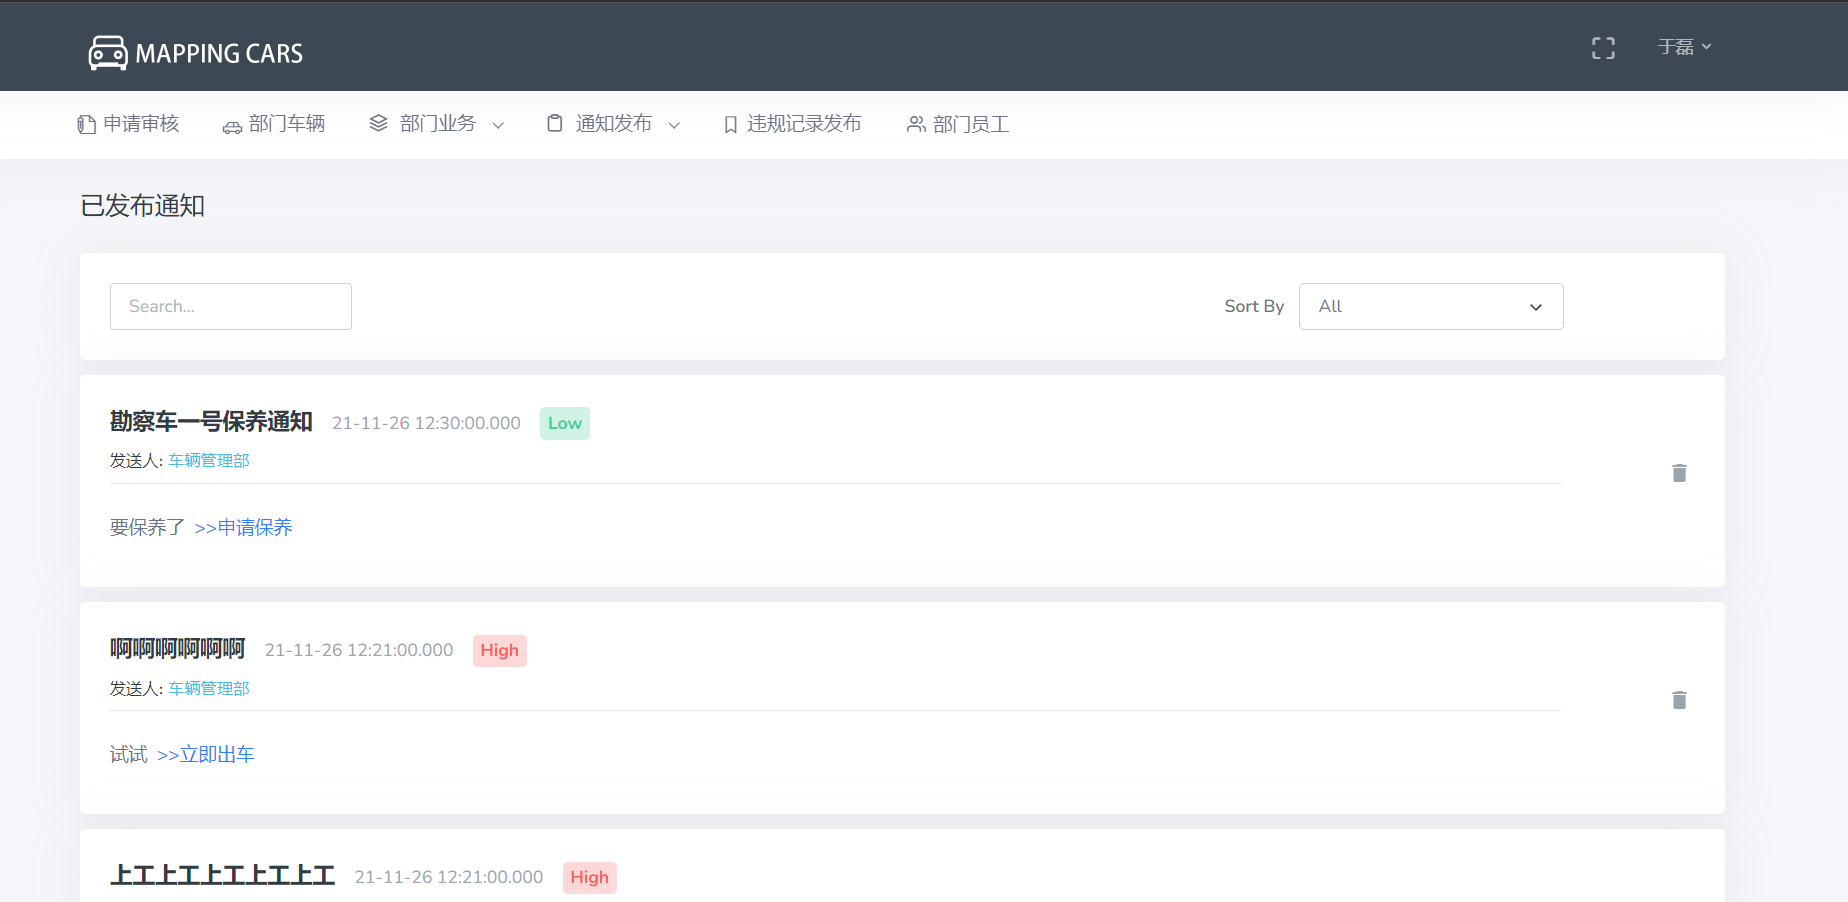 MAPPING CARS
于磊
申请审核 部门车辆 部门业务 通知发布 违规记录发布 部门员工
已发布通知
Search... Sort By All
勘察车一号保养通知 21-11-26 12:30:00.000 Low
发送人: 车辆管理部
要保养了 >>申请保养
啊啊啊啊啊啊 21-11-26 12:21:00.000 High
发送人: 车辆管理部
试试 >>立即出车
上工上工上工上工上工 21-11-26 12:21:00.000 High